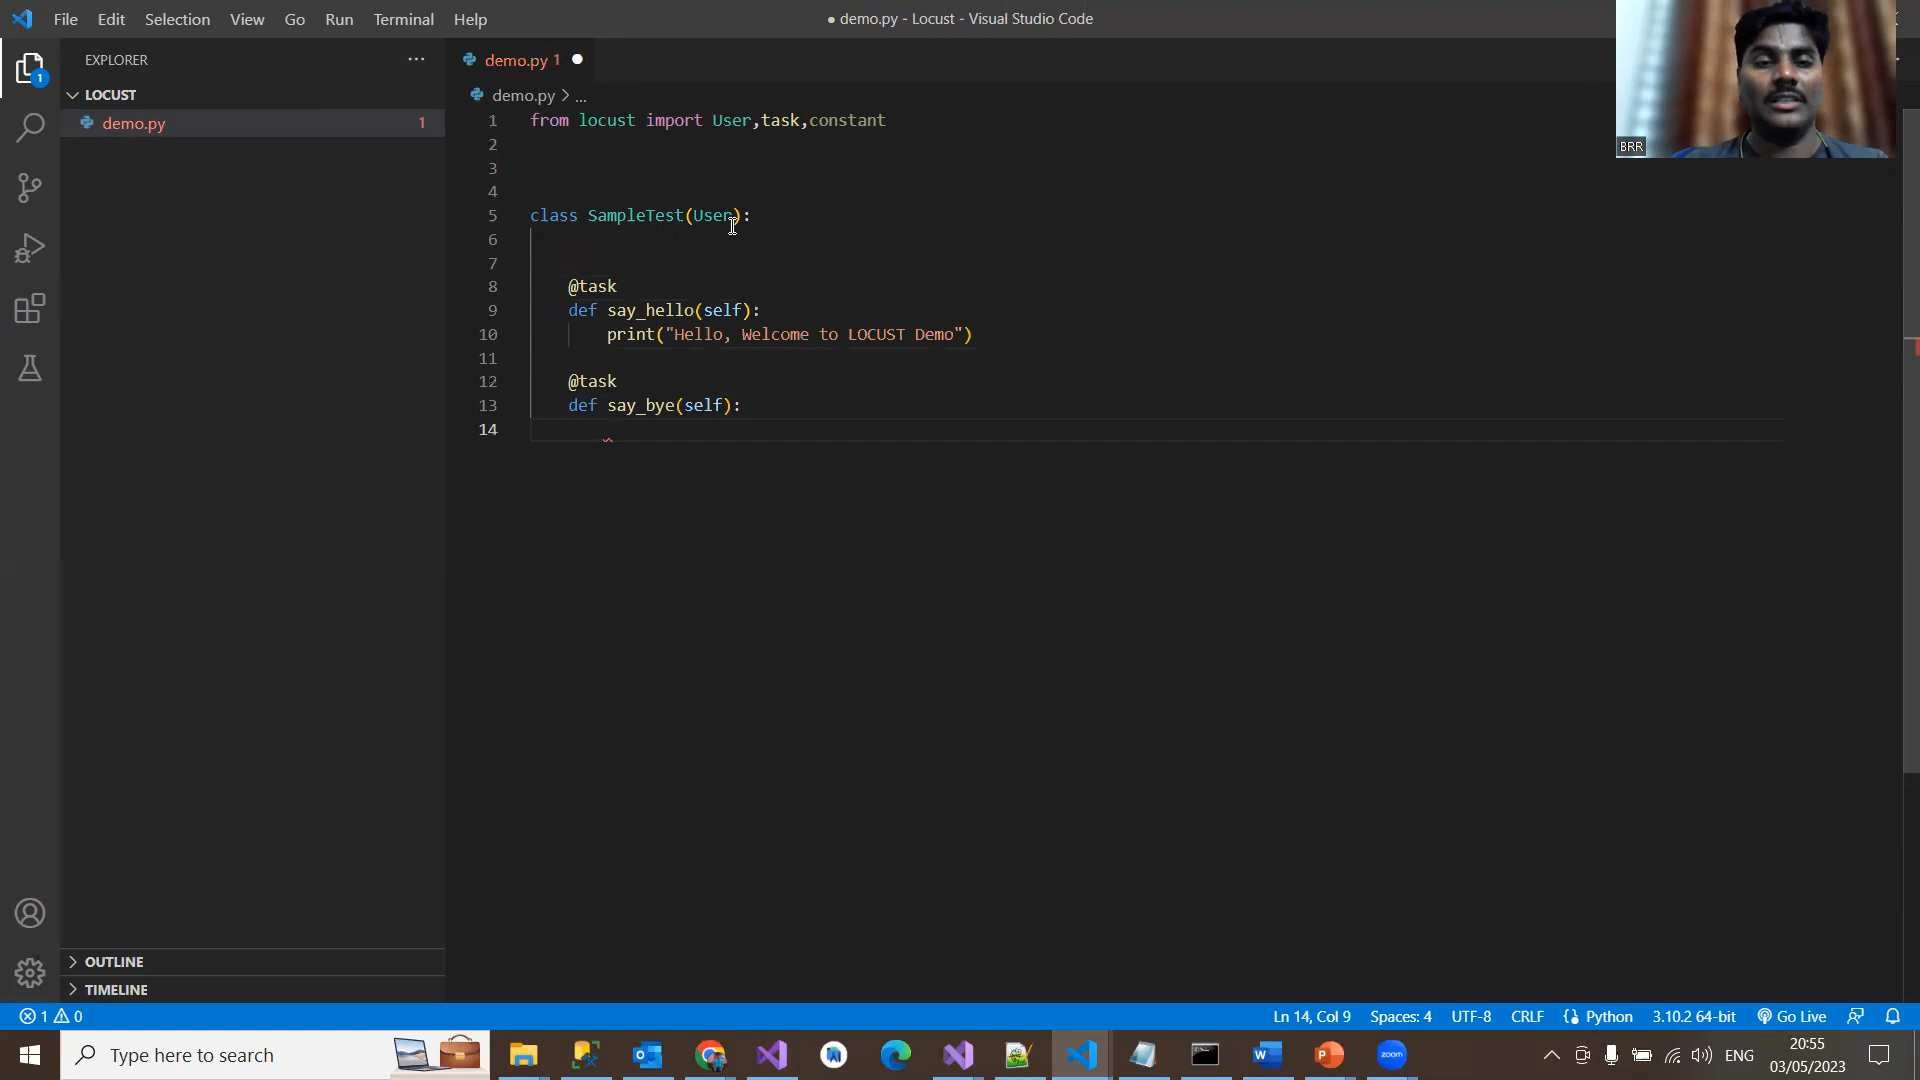 File Edit Selection View Go Run Terminal Help
● demo.py - Locust - Visual Studio Code
EXPLORER ...
LOCUST
demo.py 1
demo.py 1 ●
demo.py > ...
1 from locust import User,task,constant
2
3
4
5 class SampleTest(User):
6
7
8 @task
9 def say_hello(self):
10 print("Hello, Welcome to LOCUST Demo")
11
12 @task
13 def say_bye(self):
14
BRR
1
OUTLINE
TIMELINE
1 0
Ln 14, Col 9 Spaces: 4 UTF-8 CRLF Python 3.10.2 64-bit Go Live
Type here to search
zoom
ENG
20:55
03/05/2023